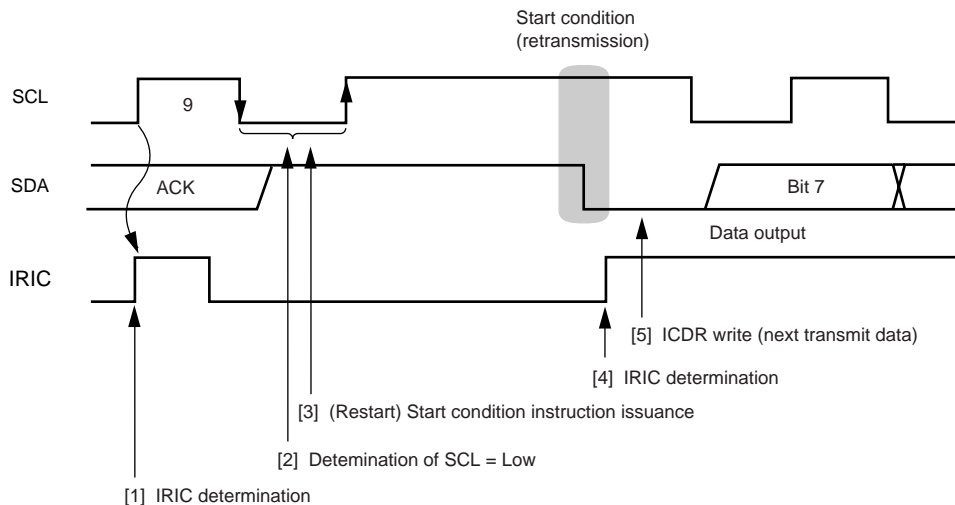 Start condition
(retransmission)
SCL
9
SDA
ACK
Bit 7
Data output
IRIC
[5] ICDR write (next transmit data)
[4] IRIC determination
[3] (Restart) Start condition instruction issuance
[2] Detemination of SCL = Low
[1] IRIC determination